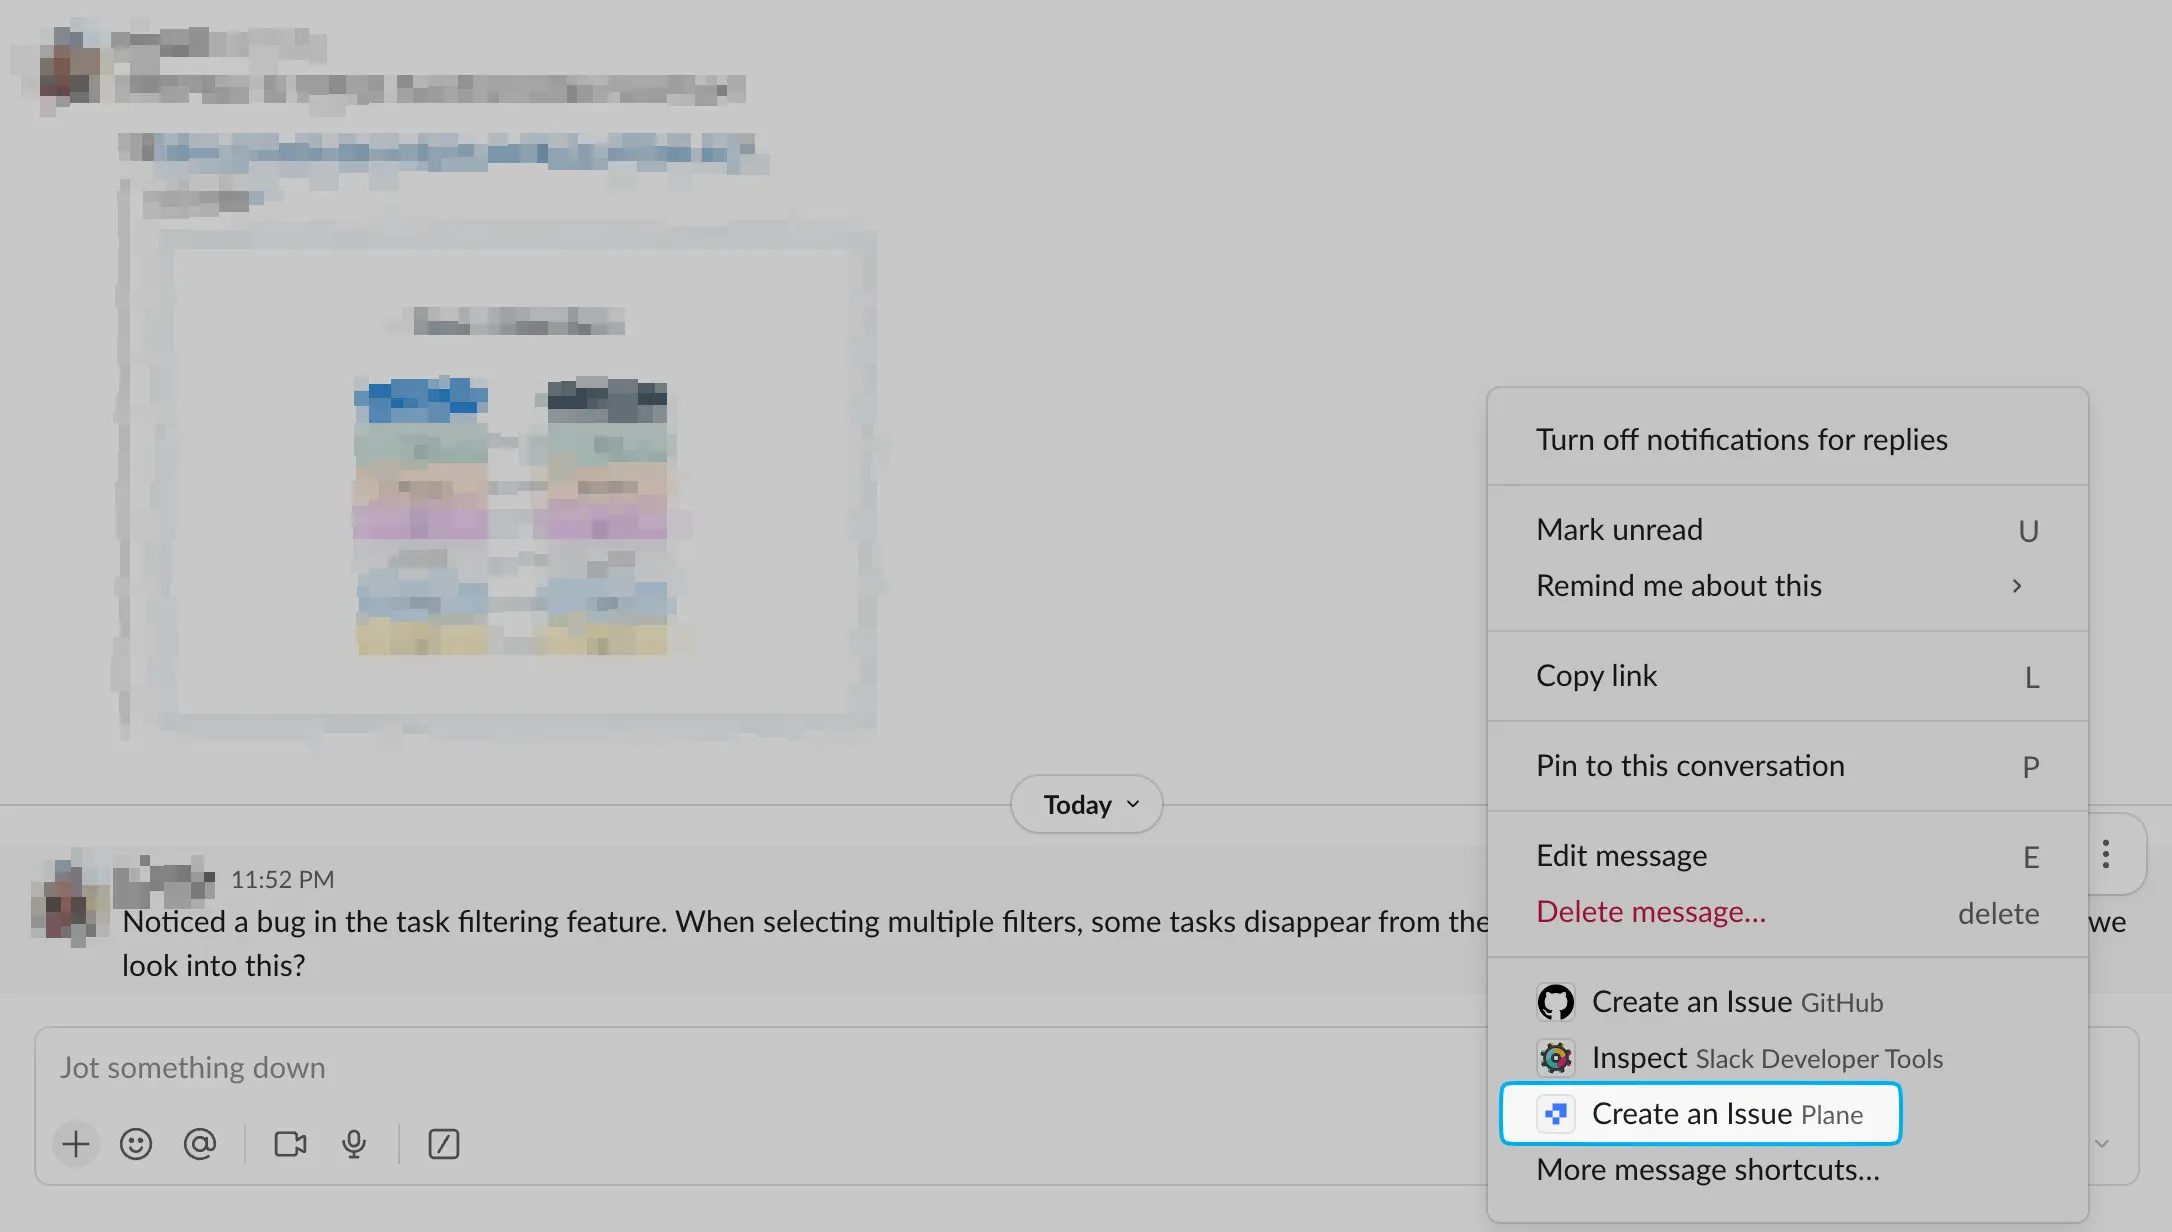 Turn off notifications for replies
Mark unread U
Remind me about this
Copy link L
Pin to this conversation P
Today
Edit message E
11:52 PM
Delete message... delete
Noticed a bug in the task filtering feature. When selecting multiple filters, some tasks disappear from the we
look into this?
Create an Issue GitHub
Inspect Slack Developer Tools
Jot something down
Create an Issue Plane
More message shortcuts...